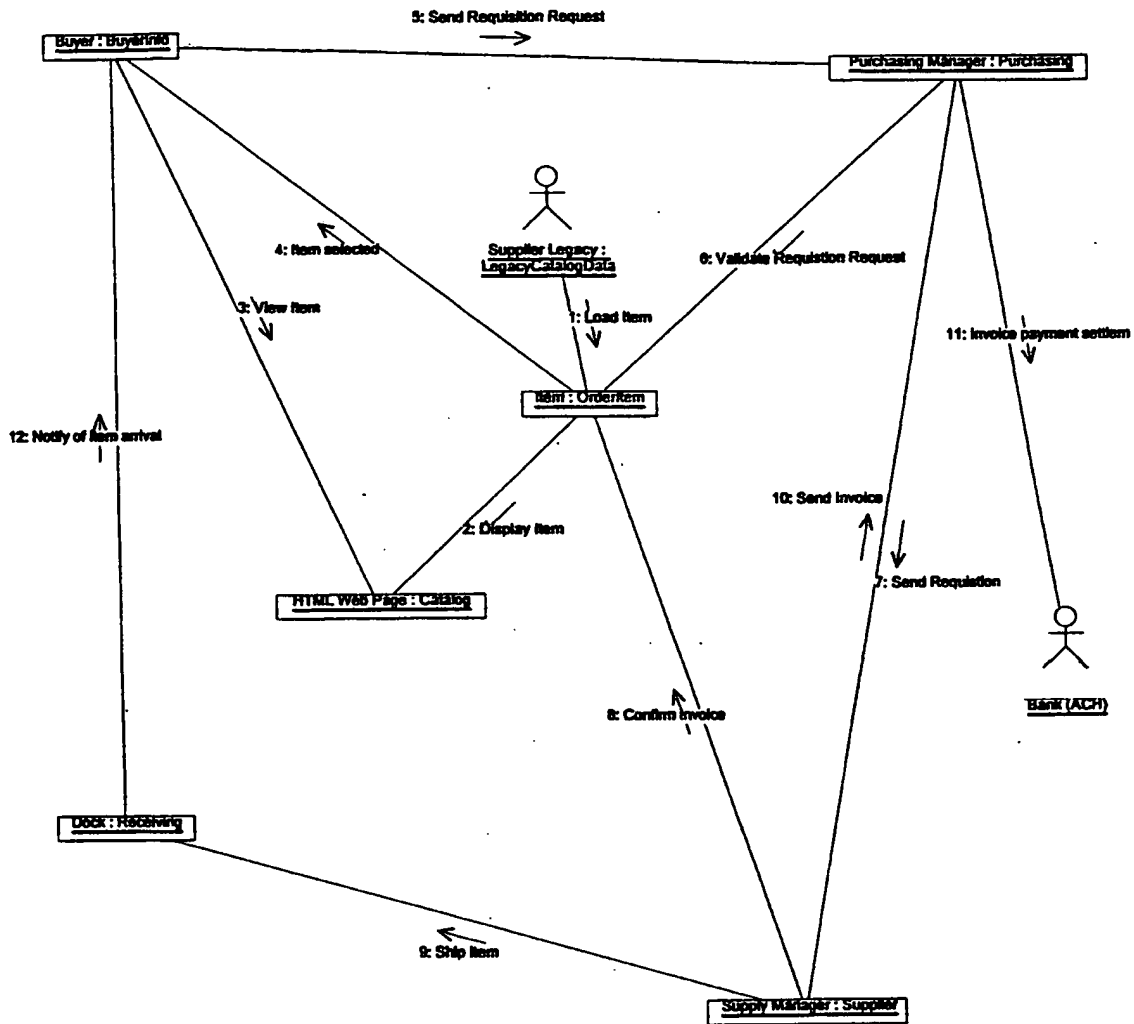 5: Send Requisition Request
Buyer : BuyerInfo
Purchasing Manager : Purchasing
4: Item selected
Supplier Legacy :
LegacyCatalogData
6: Validate Requistion Request
3: View Item
1: Load Item
11: Invoice payment settlem
Item : OrderItem
12: Notify of item arrival
10: Send Invoice
2: Display Item
7: Send Requistion
HTML Web Page : Catalog
Bank (ACH)
8: Confirm Invoice
Dock : Receiving
9: Ship Item
Supply Manager : Supplier